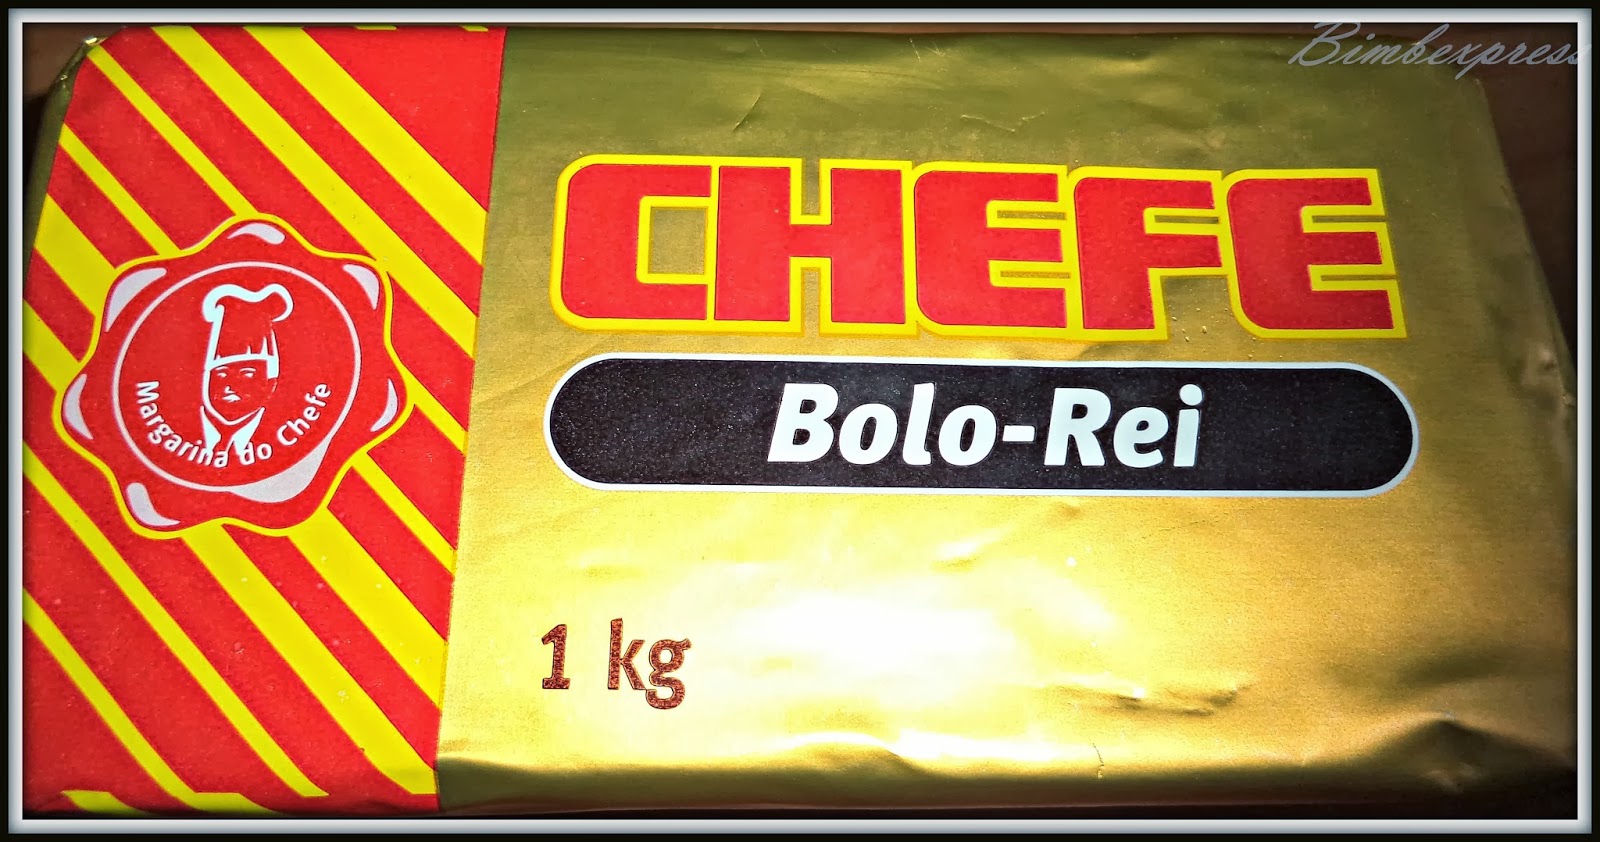 Bimbexpress
CHEFE
Bolo-Rei
Margarina do Chefe
1 kg